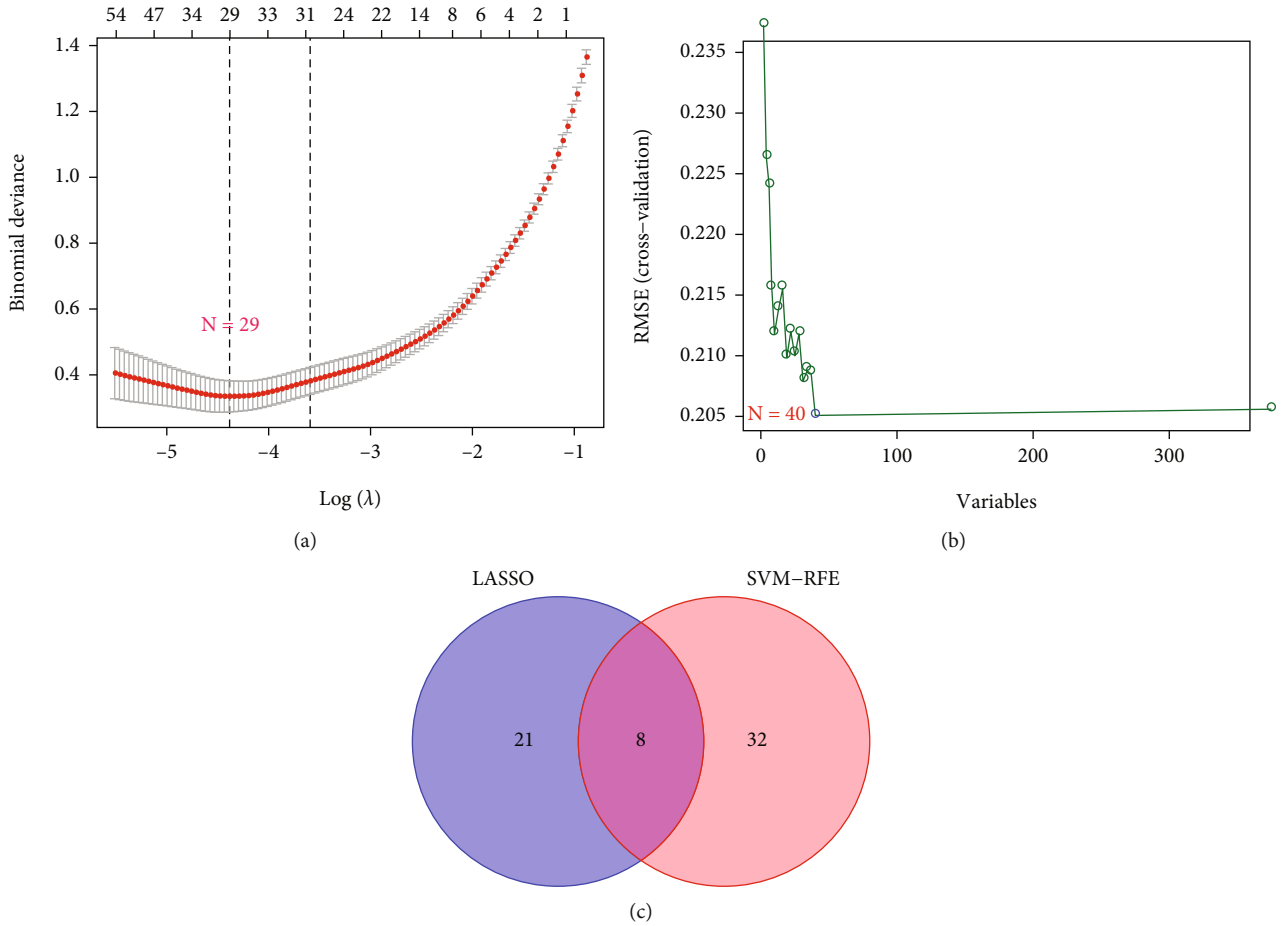 54 47 34 29 33 31 24 22 14 8 6 4 2 1
1.4
1.2
1.0
0.8
0.6
0.4
Binomial deviance
N = 29
−5 −4 −3 −2 −1
Log (λ)
(a)
0.235
0.230
0.225
0.220
0.215
0.210
0.205
RMSE (cross−validation)
N = 40
0 100 200 300
Variables
(b)
LASSO SVM−RFE
21 8 32
(c)